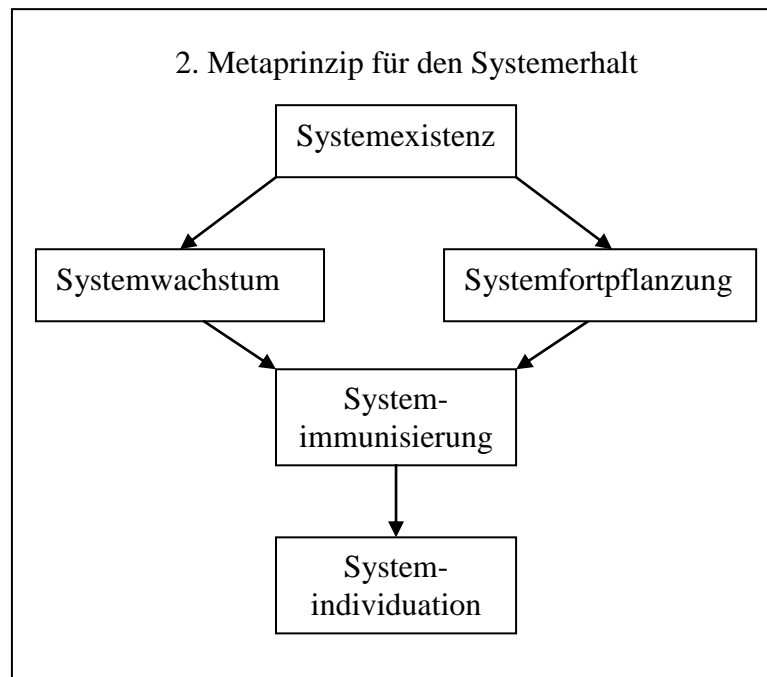 2. Metaprinzip für den Systemerhalt
Systemexistenz
Systemwachstum
Systemfortpflanzung
System-
immunisierung
System-
individuation